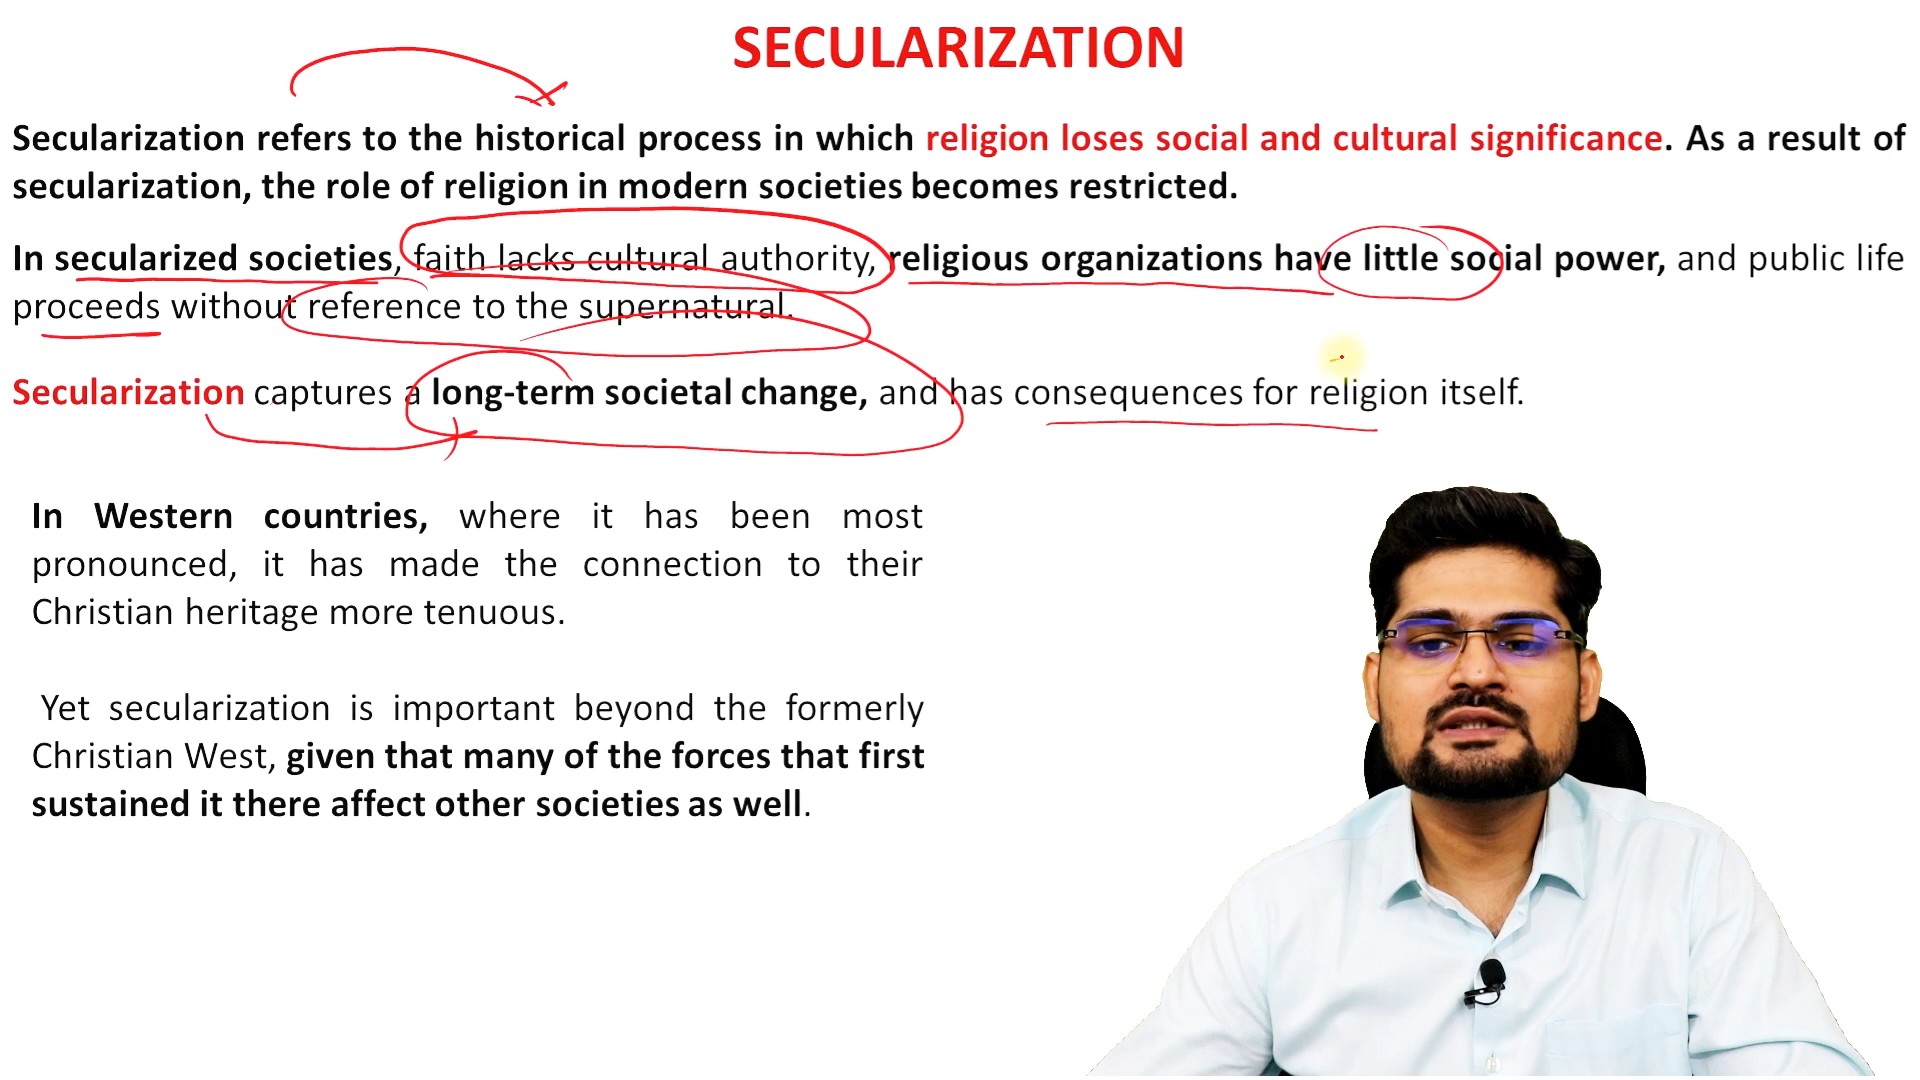 SECULARIZATION
Secularization refers to the historical process in which religion loses social and cultural significance. As a result of
secularization, the role of religion in modern societies becomes restricted.
In secularized societies, faith lacks cultural authority, religious organizations have little social power, and public life
proceeds without reference to the supernatural.
Secularization captures a long-term societal change, and has consequences for religion itself.
In Western countries, where it has been most
pronounced, it has made the connection to their
Christian heritage more tenuous.
Yet secularization is important beyond the formerly
Christian West, given that many of the forces that first
sustained it there affect other societies as well.